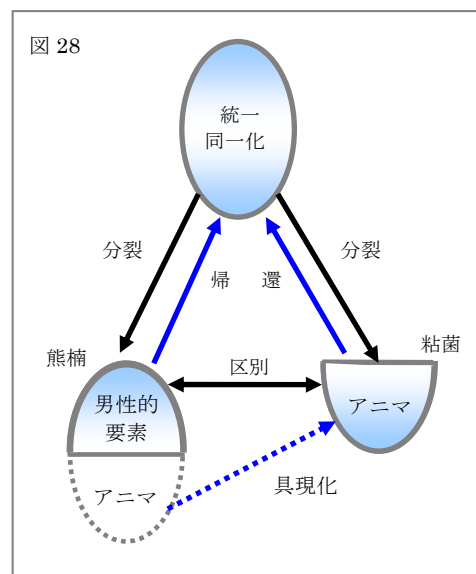 図 28
統一
同一化
分裂
分裂
帰 還
熊楠
粘菌
区別
男性的
要素
アニマ
アニマ
具現化